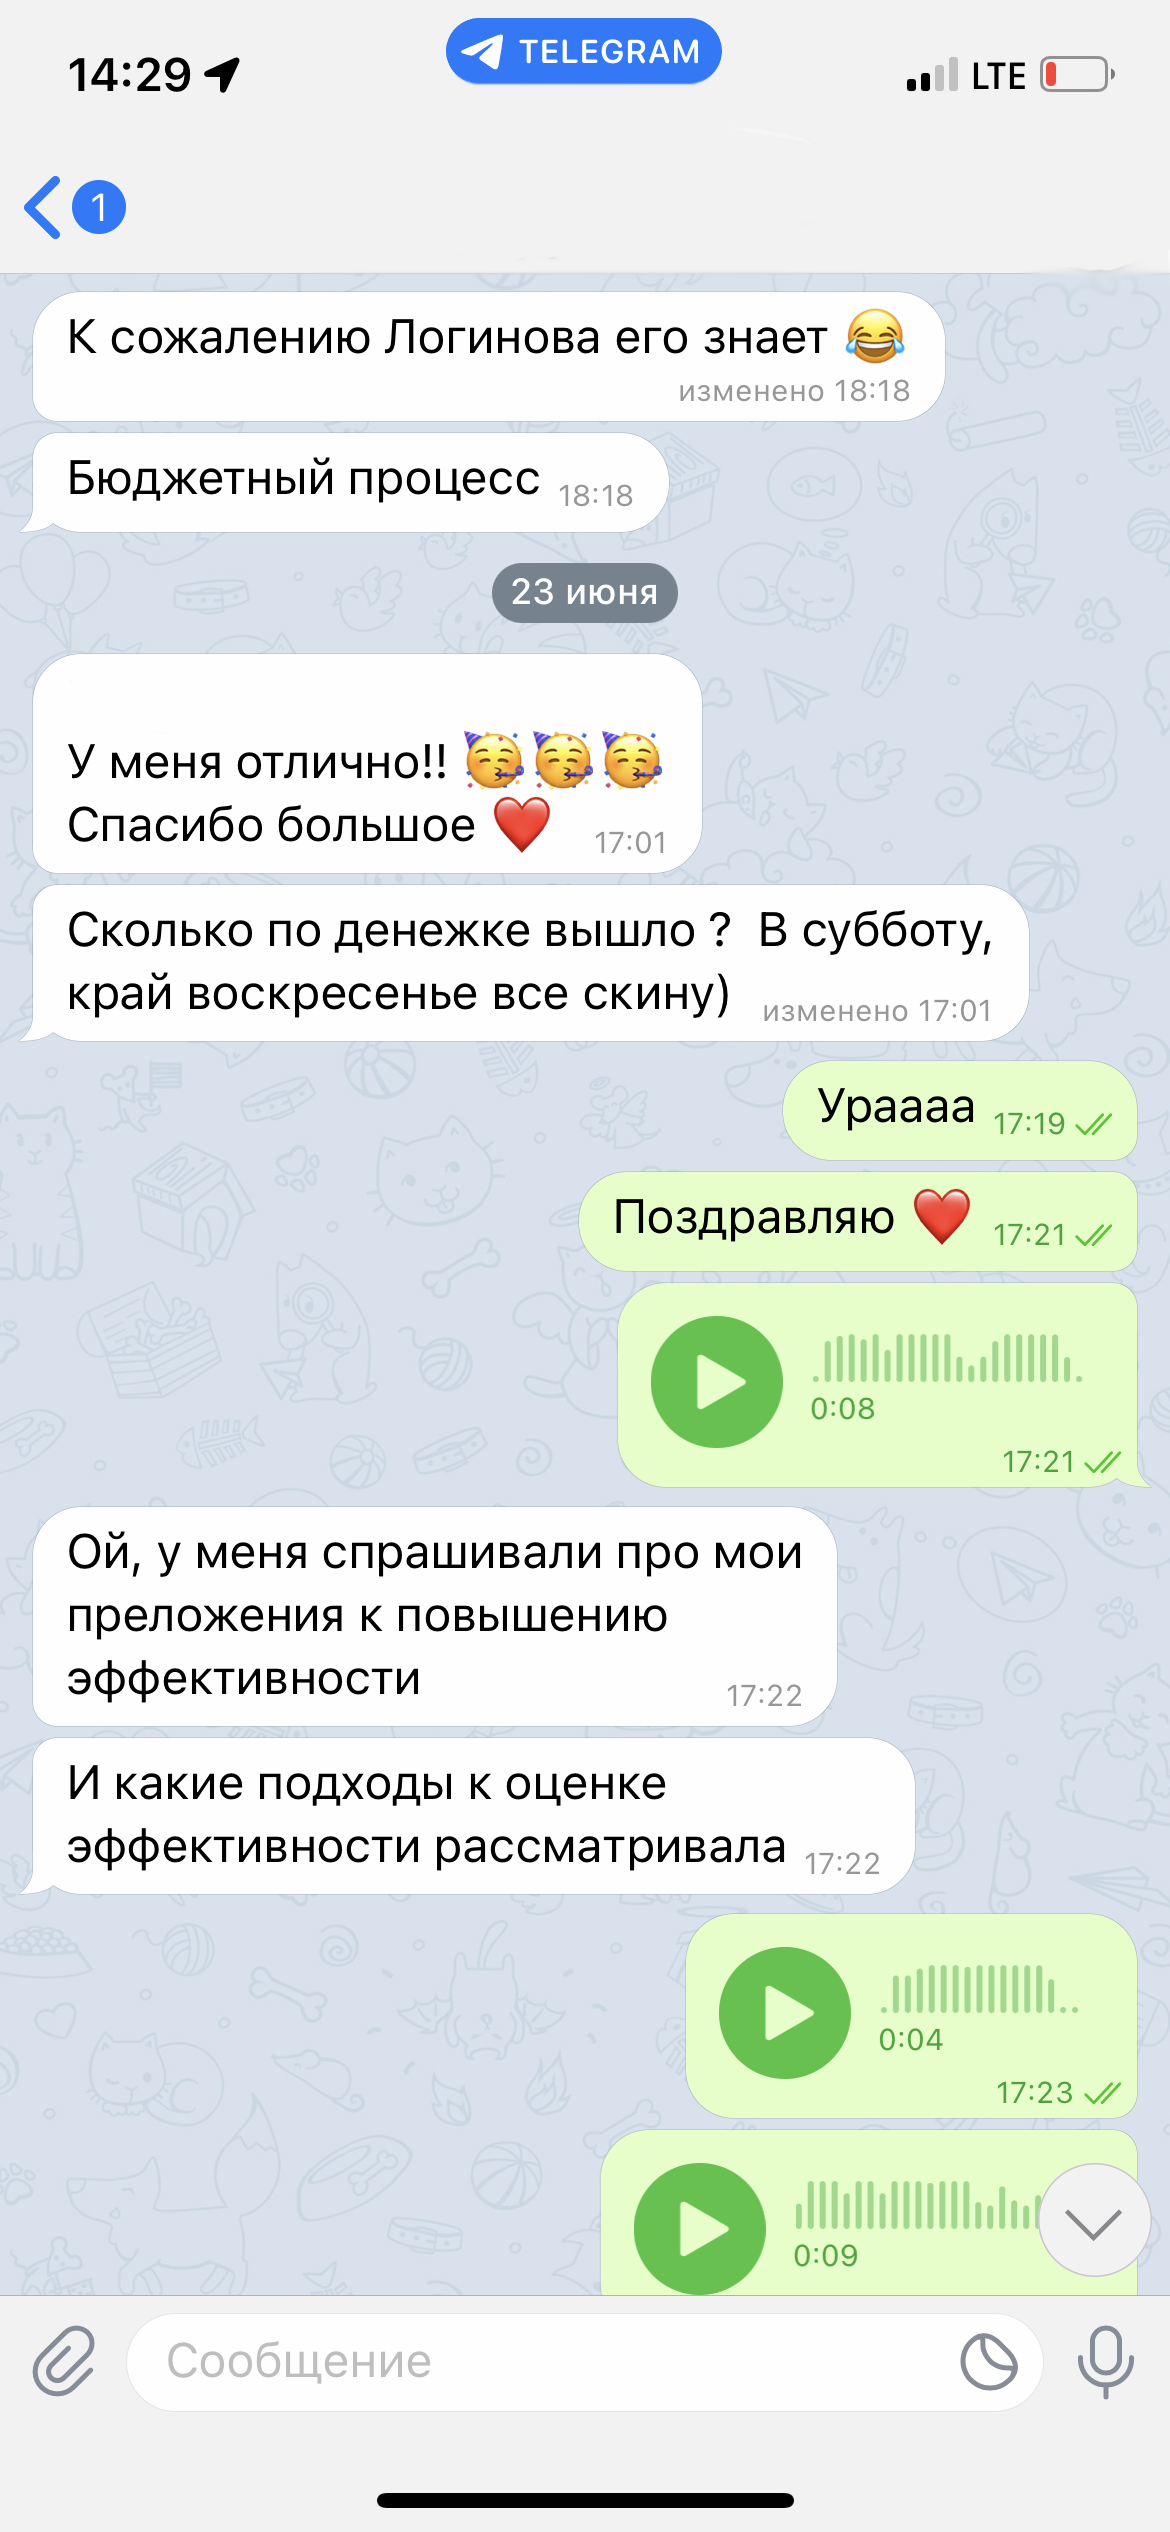 14:29
TELEGRAM
LTE
1
К сожалению Логинова его знает 😂
изменено 18:18
Бюджетный процесс 18:18
23 июня
У меня отлично!! 🥳🥳🥳
Спасибо большое ❤️ 17:01
Сколько по денежке вышло ? В субботу,
край воскресенье все скину) изменено 17:01
Ураааа 17:19
Поздравляю ❤️ 17:21
0:08
17:21
Ой, у меня спрашивали про мои
преложения к повышению
эффективности 17:22
И какие подходы к оценке
эффективности рассматривала 17:22
0:04
17:23
0:09
Сообщение